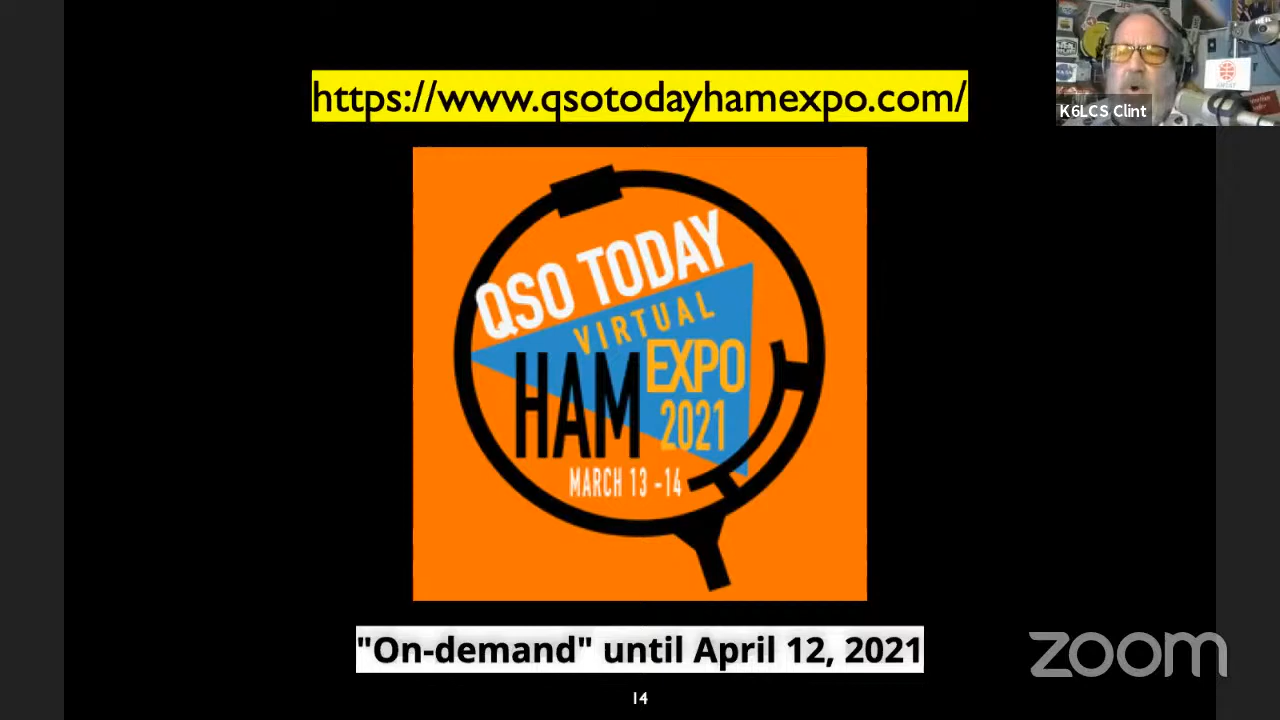 https://www.qsotodayhamexpo.com/
K6LCS Clint
QSO TODAY
VIRTUAL
HAM EXPO
2021
MARCH 13 -14
"On-demand" until April 12, 2021
zoom
14